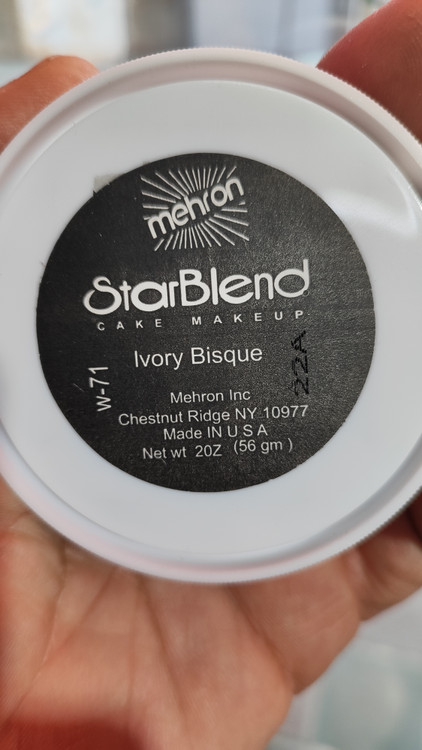 mehron
StarBlend
CAKE MAKEUP
Ivory Bisque
w-71
22A
Mehron Inc
Chestnut Ridge NY 10977
Made IN U S A
Net wt 2OZ (56 gm )